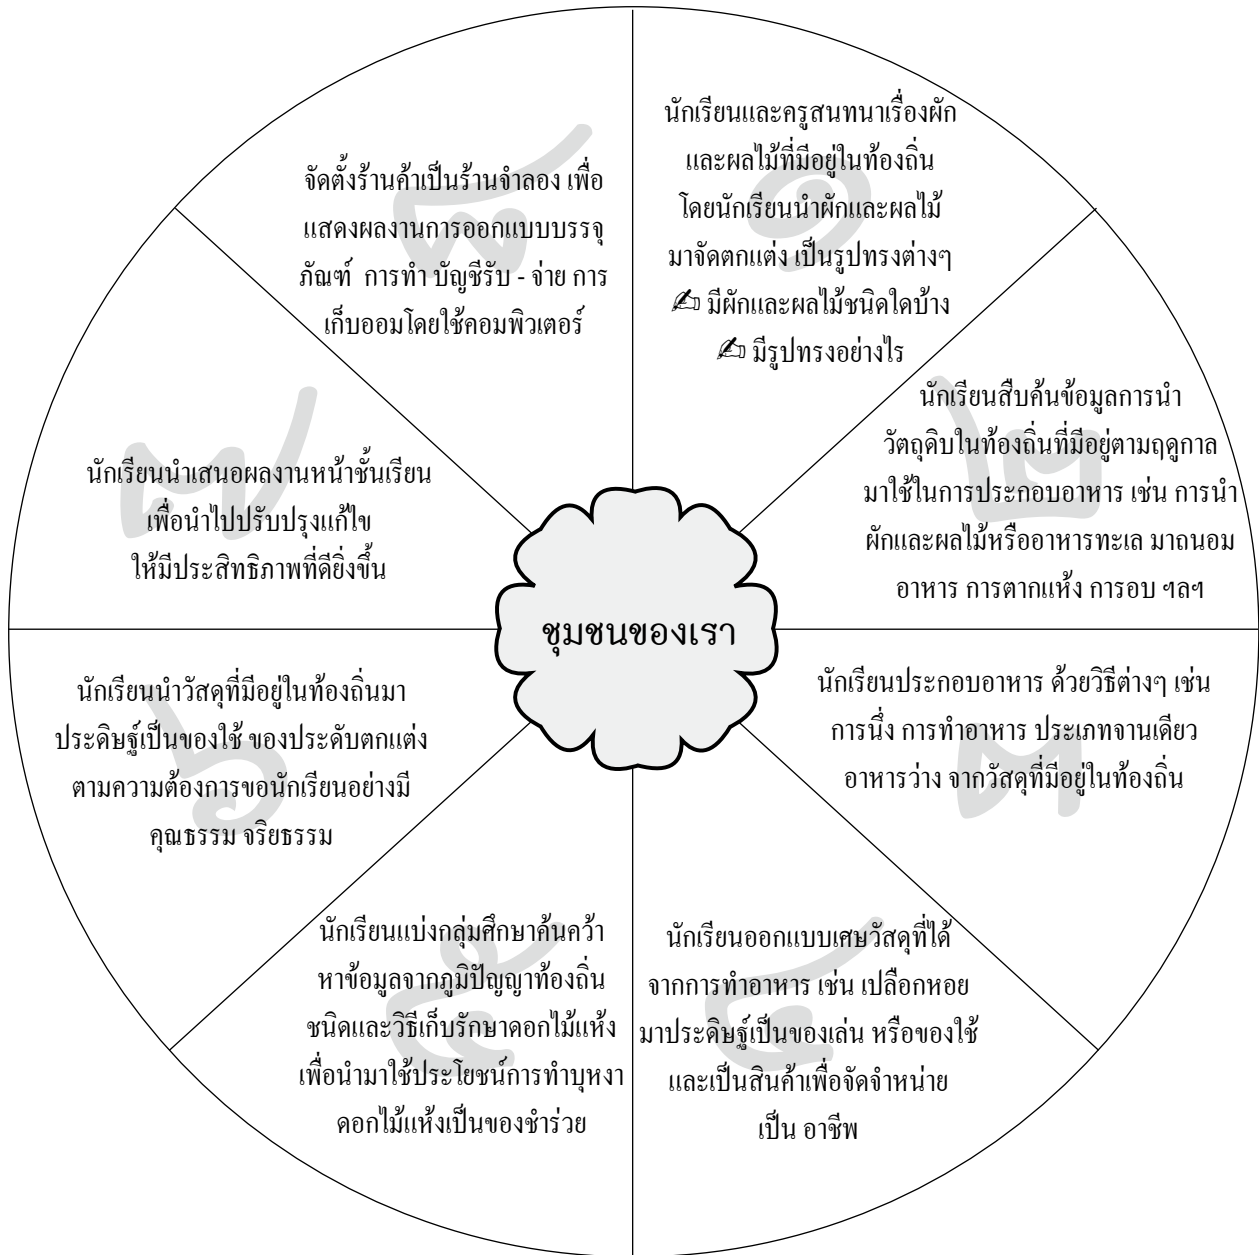 ๑
นักเรียนและครูสนทนาเรื่องผัก
และผลไม้ที่มีอยู่ในท้องถิ่น
โดยนักเรียนนำผักและผลไม้
มาจัดตกแต่ง เป็นรูปทรงต่างๆ
✍ มีผักและผลไม้ชนิดใดบ้าง
✍ มีรูปทรงอย่างไร
๒
นักเรียนสืบค้นข้อมูลการนำ
วัตถุดิบในท้องถิ่นที่มีอยู่ตามฤดูกาล
มาใช้ในการประกอบอาหาร เช่น การนำ
ผักและผลไม้หรืออาหารทะเล มาถนอม
อาหาร การตากแห้ง การอบ ฯลฯ
๓
นักเรียนประกอบอาหาร ด้วยวิธีต่างๆ เช่น
การนึ่ง การทำอาหาร ประเภทจานเดียว
อาหารว่าง จากวัสดุที่มีอยู่ในท้องถิ่น
๔
นักเรียนออกแบบเศษวัสดุที่ได้
จากการทำอาหาร เช่น เปลือกหอย
มาประดิษฐ์เป็นของเล่น หรือของใช้
และเป็นสินค้าเพื่อจัดจำหน่าย
เป็น อาชีพ
๕
นักเรียนแบ่งกลุ่มศึกษาค้นคว้า
หาข้อมูลจากภูมิปัญญาท้องถิ่น
ชนิดและวิธีเก็บรักษาดอกไม้แห้ง
เพื่อนำมาใช้ประโยชน์การทำบุหงา
ดอกไม้แห้งเป็นของชำร่วย
๖
นักเรียนนำวัสดุที่มีอยู่ในท้องถิ่นมา
ประดิษฐ์เป็นของใช้ ของประดับตกแต่ง
ตามความต้องการขอนักเรียนอย่างมี
คุณธรรม จริยธรรม
๗
นักเรียนนำเสนอผลงานหน้าชั้นเรียน
เพื่อนำไปปรับปรุงแก้ไข
ให้มีประสิทธิภาพที่ดียิ่งขึ้น
๘
จัดตั้งร้านค้าเป็นร้านจำลอง เพื่อ
แสดงผลงานการออกแบบบรรจุ
ภัณฑ์ การทำ บัญชีรับ - จ่าย การ
เก็บออมโดยใช้คอมพิวเตอร์
ชุมชนของเรา